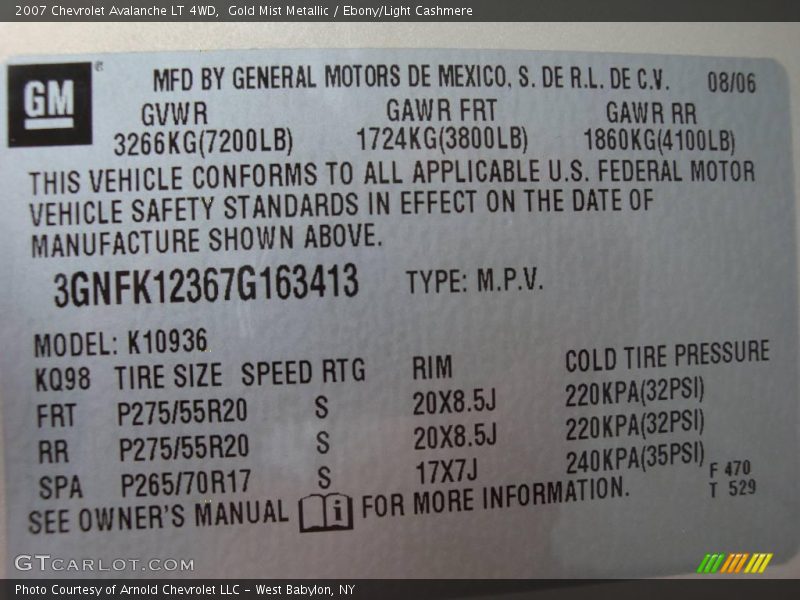 2007 Chevrolet Avalanche LT 4WD, Gold Mist Metallic / Ebony/Light Cashmere
GM ® MFD BY GENERAL MOTORS DE MEXICO, S. DE R.L. DE C.V. 08/06
GVWR GAWR FRT GAWR RR
3266KG(7200LB) 1724KG(3800LB) 1860KG(4100LB)
THIS VEHICLE CONFORMS TO ALL APPLICABLE U.S. FEDERAL MOTOR
VEHICLE SAFETY STANDARDS IN EFFECT ON THE DATE OF
MANUFACTURE SHOWN ABOVE.
3GNFK12367G163413 TYPE: M.P.V.
MODEL: K10936
KQ98 TIRE SIZE SPEED RTG RIM COLD TIRE PRESSURE
FRT P275/55R20 S 20X8.5J 220KPA(32PSI)
RR P275/55R20 S 20X8.5J 220KPA(32PSI)
SPA P265/70R17 S 17X7J 240KPA(35PSI) F 470
SEE OWNER'S MANUAL i FOR MORE INFORMATION. T 529
GTCARLOT.COM
Photo Courtesy of Arnold Chevrolet LLC - West Babylon, NY